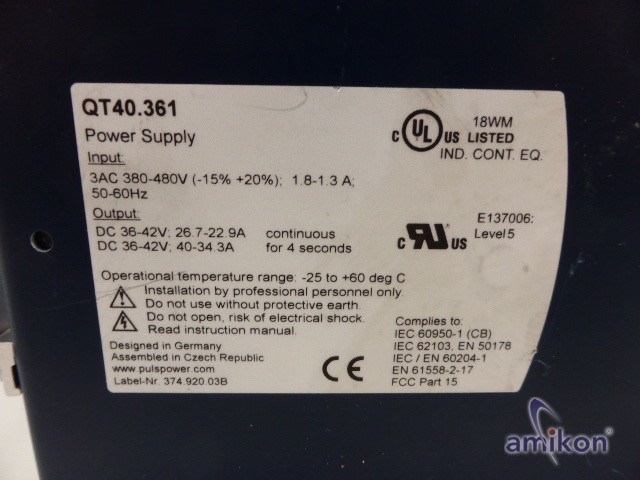 QT40.361
Power Supply
Input:
3AC 380-480V (-15% +20%); 1.8-1.3 A;
50-60Hz
Output:
DC 36-42V; 26.7-22.9A continuous
DC 36-42V; 40-34.3A for 4 seconds
Operational temperature range: -25 to +60 deg C
Installation by professional personnel only.
Do not use without protective earth.
Do not open, risk of electrical shock.
Read instruction manual.
Designed in Germany
Assembled in Czech Republic
www.pulspower.com
Label-Nr. 374.920.03B
CE
18WM
C UL US LISTED
IND. CONT. EQ.
E137006:
c RU US Level 5
Complies to:
IEC 60950-1 (CB)
IEC 62103, EN 50178
IEC / EN 60204-1
EN 61558-2-17
FCC Part 15
amikon